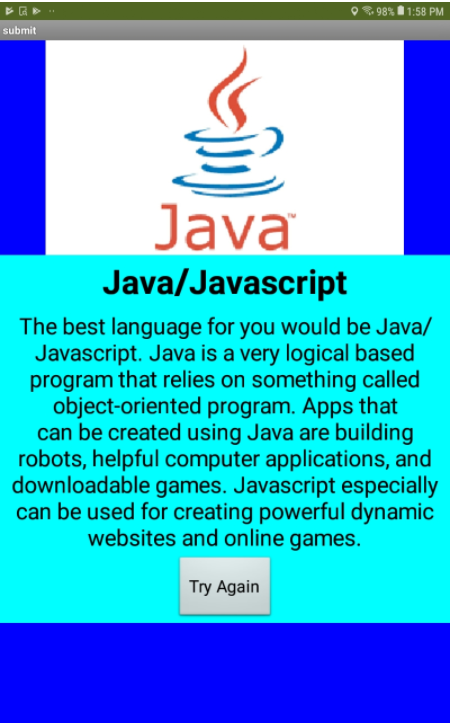 98% 1:58 PM
submit
Java™
Java/Javascript
The best language for you would be Java/
Javascript. Java is a very logical based
program that relies on something called
object-oriented program. Apps that
can be created using Java are building
robots, helpful computer applications, and
downloadable games. Javascript especially
can be used for creating powerful dynamic
websites and online games.
Try Again